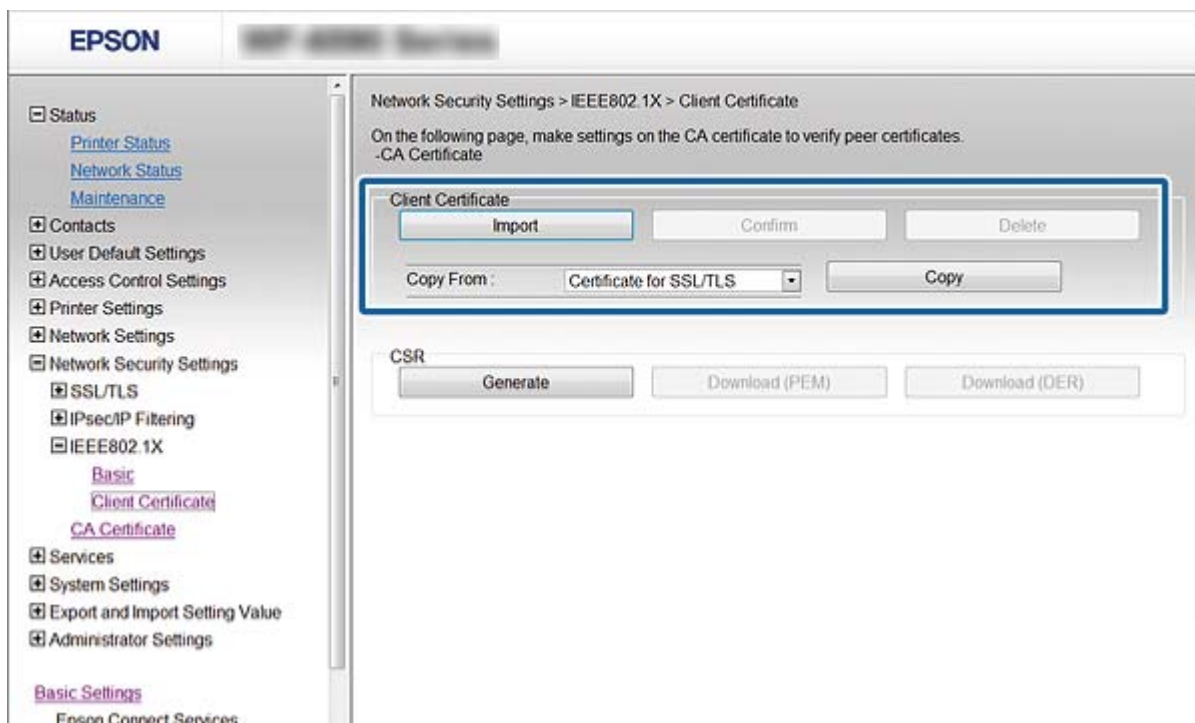 EPSON
Status
Printer Status
Network Status
Maintenance
Contacts
User Default Settings
Access Control Settings
Printer Settings
Network Settings
Network Security Settings
SSL/TLS
IPsec/IP Filtering
IEEE802.1X
Basic
Client Certificate
CA Certificate
Services
System Settings
Export and Import Setting Value
Administrator Settings
Basic Settings
Epson Connect Services
Network Security Settings > IEEE802.1X > Client Certificate
On the following page, make settings on the CA certificate to verify peer certificates.
-CA Certificate
Client Certificate
Import Confirm Delete
Copy From : Certificate for SSL/TLS Copy
CSR
Generate Download (PEM) Download (DER)